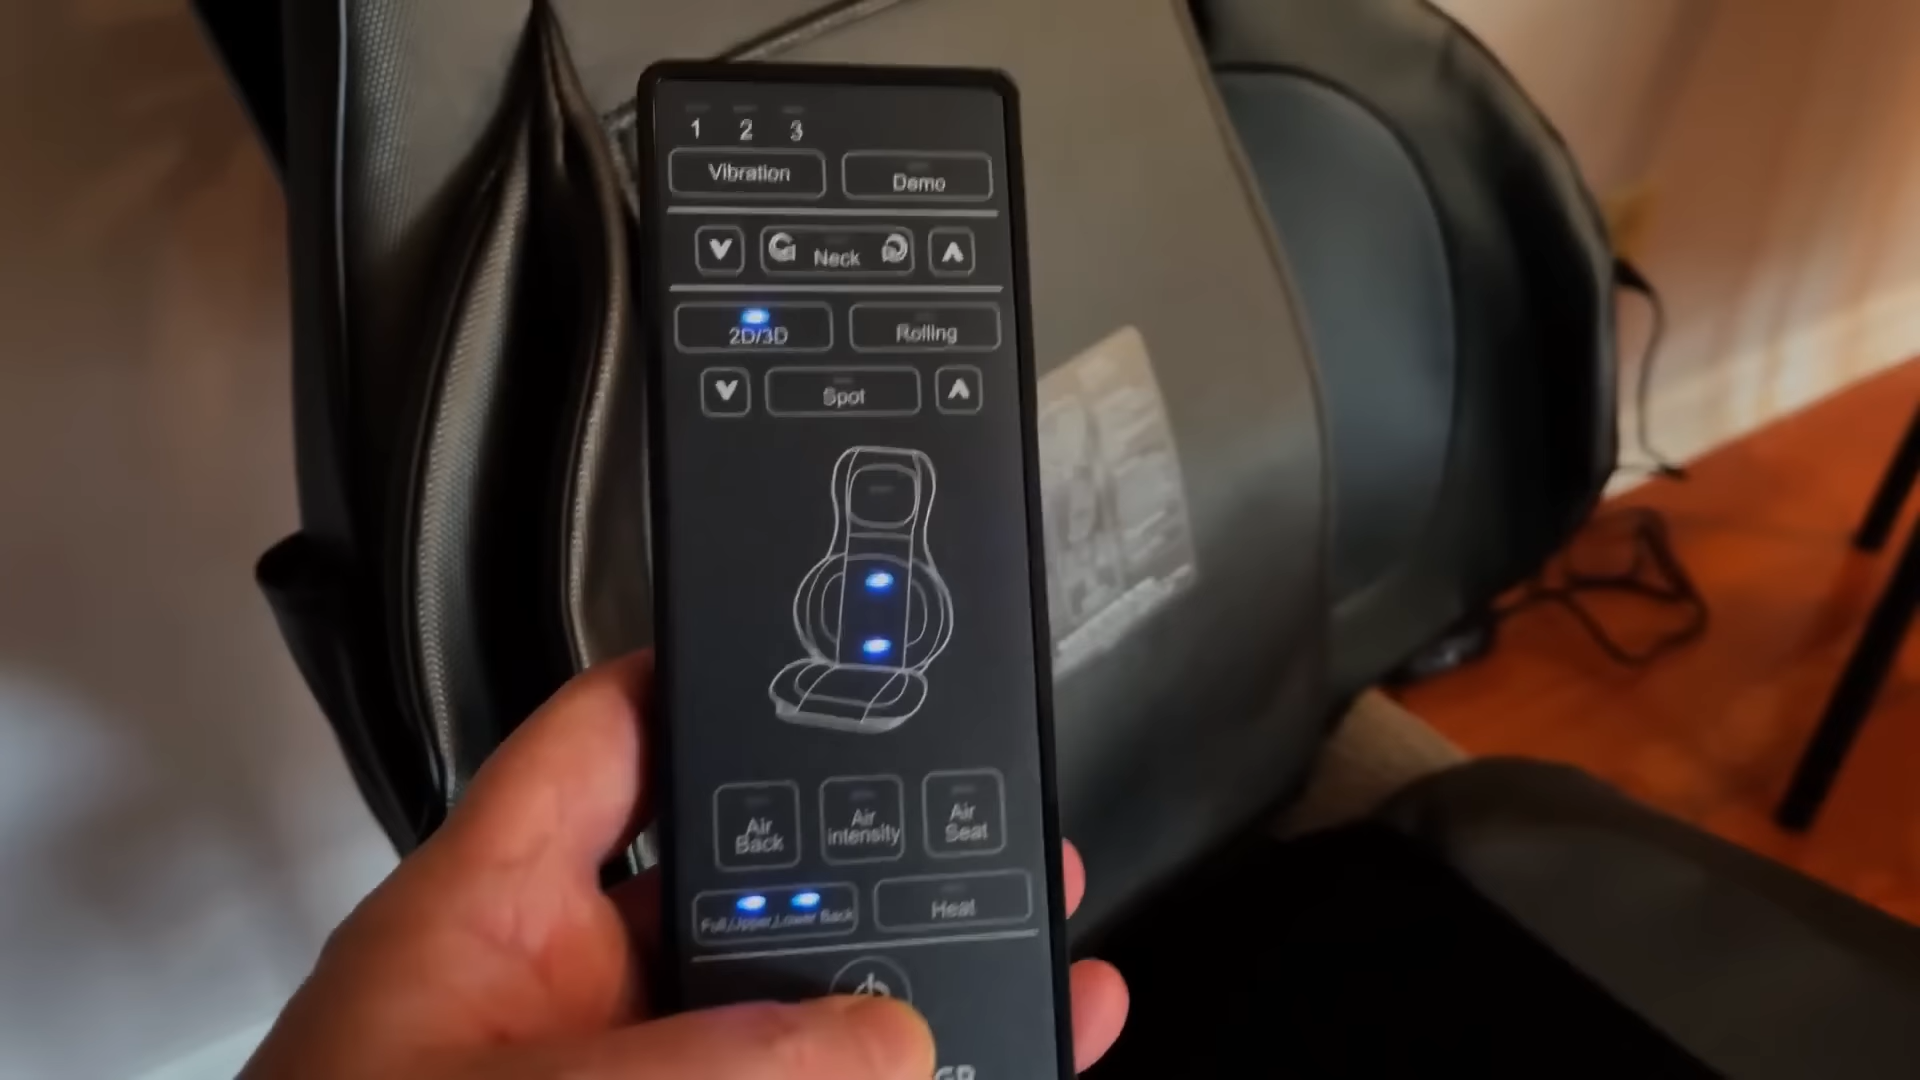 1 2 3
Vibration Demo
Neck
2D/3D Rolling
Spot
Air Back
Air intensity
Air Seat
Full,Upper,Lower Back Heat